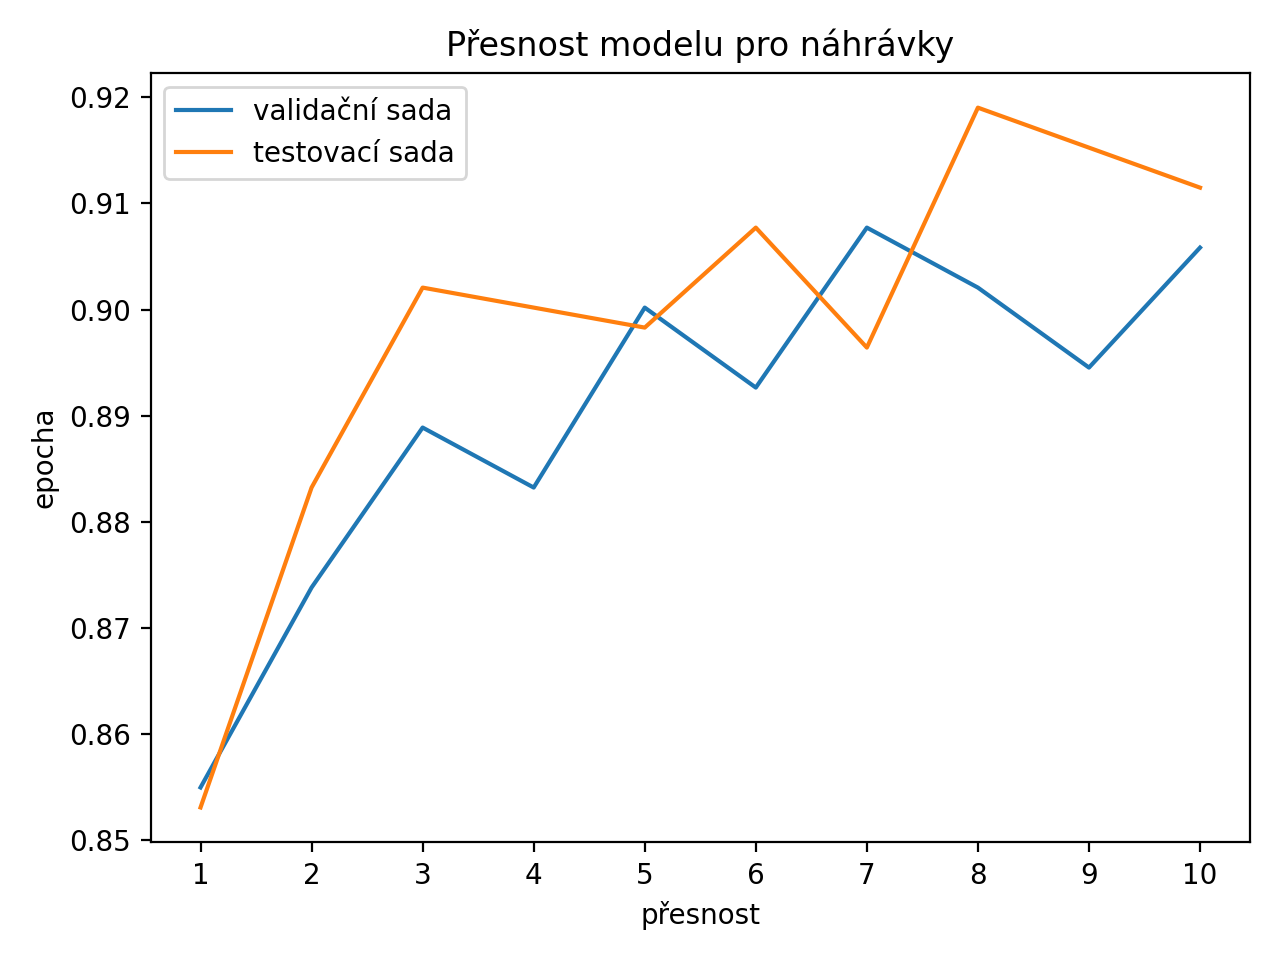 Přesnost modelu pro náhrávky
validační sada
testovací sada
0.92
0.91
0.90
0.89
0.88
0.87
0.86
0.85
epocha
1 2 3 4 5 6 7 8 9 10
přesnost